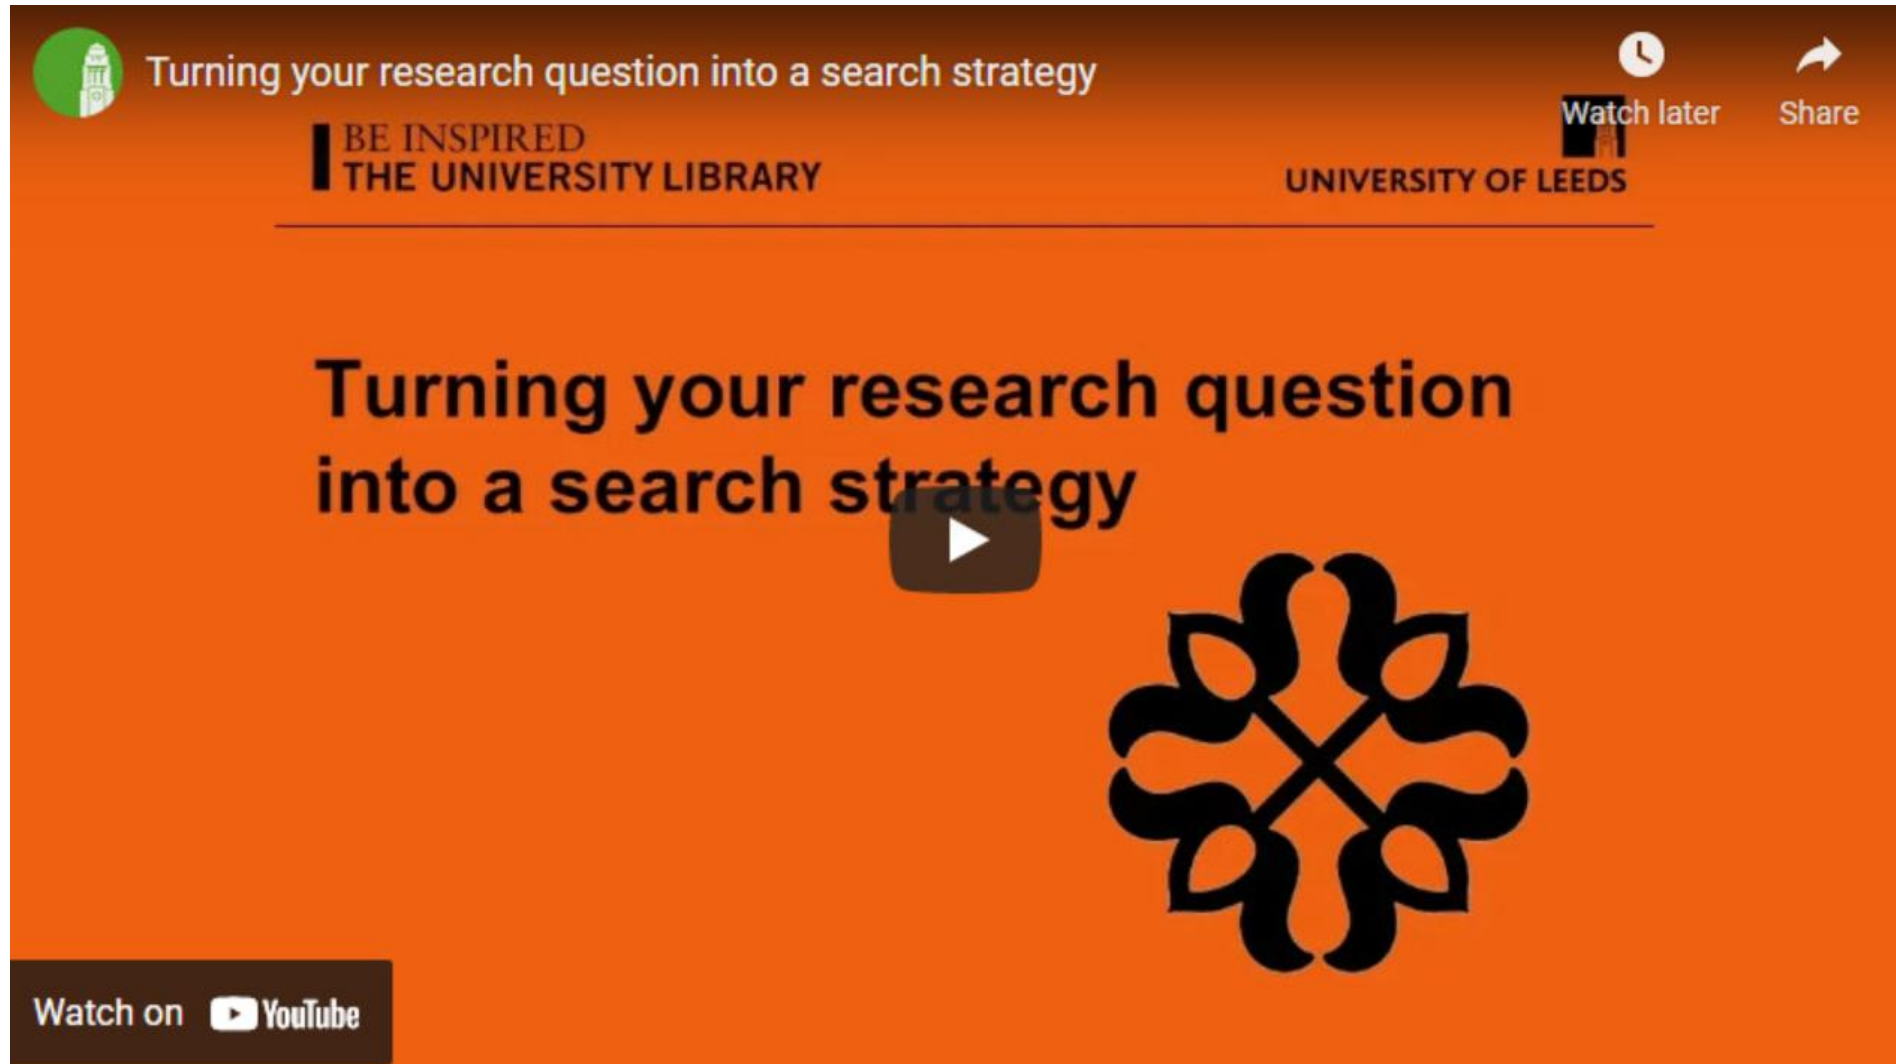 Turning your research question into a search strategy
Watch later
Share
BE INSPIRED
THE UNIVERSITY LIBRARY
UNIVERSITY OF LEEDS
Turning your research question
into a search strategy
Watch on YouTube